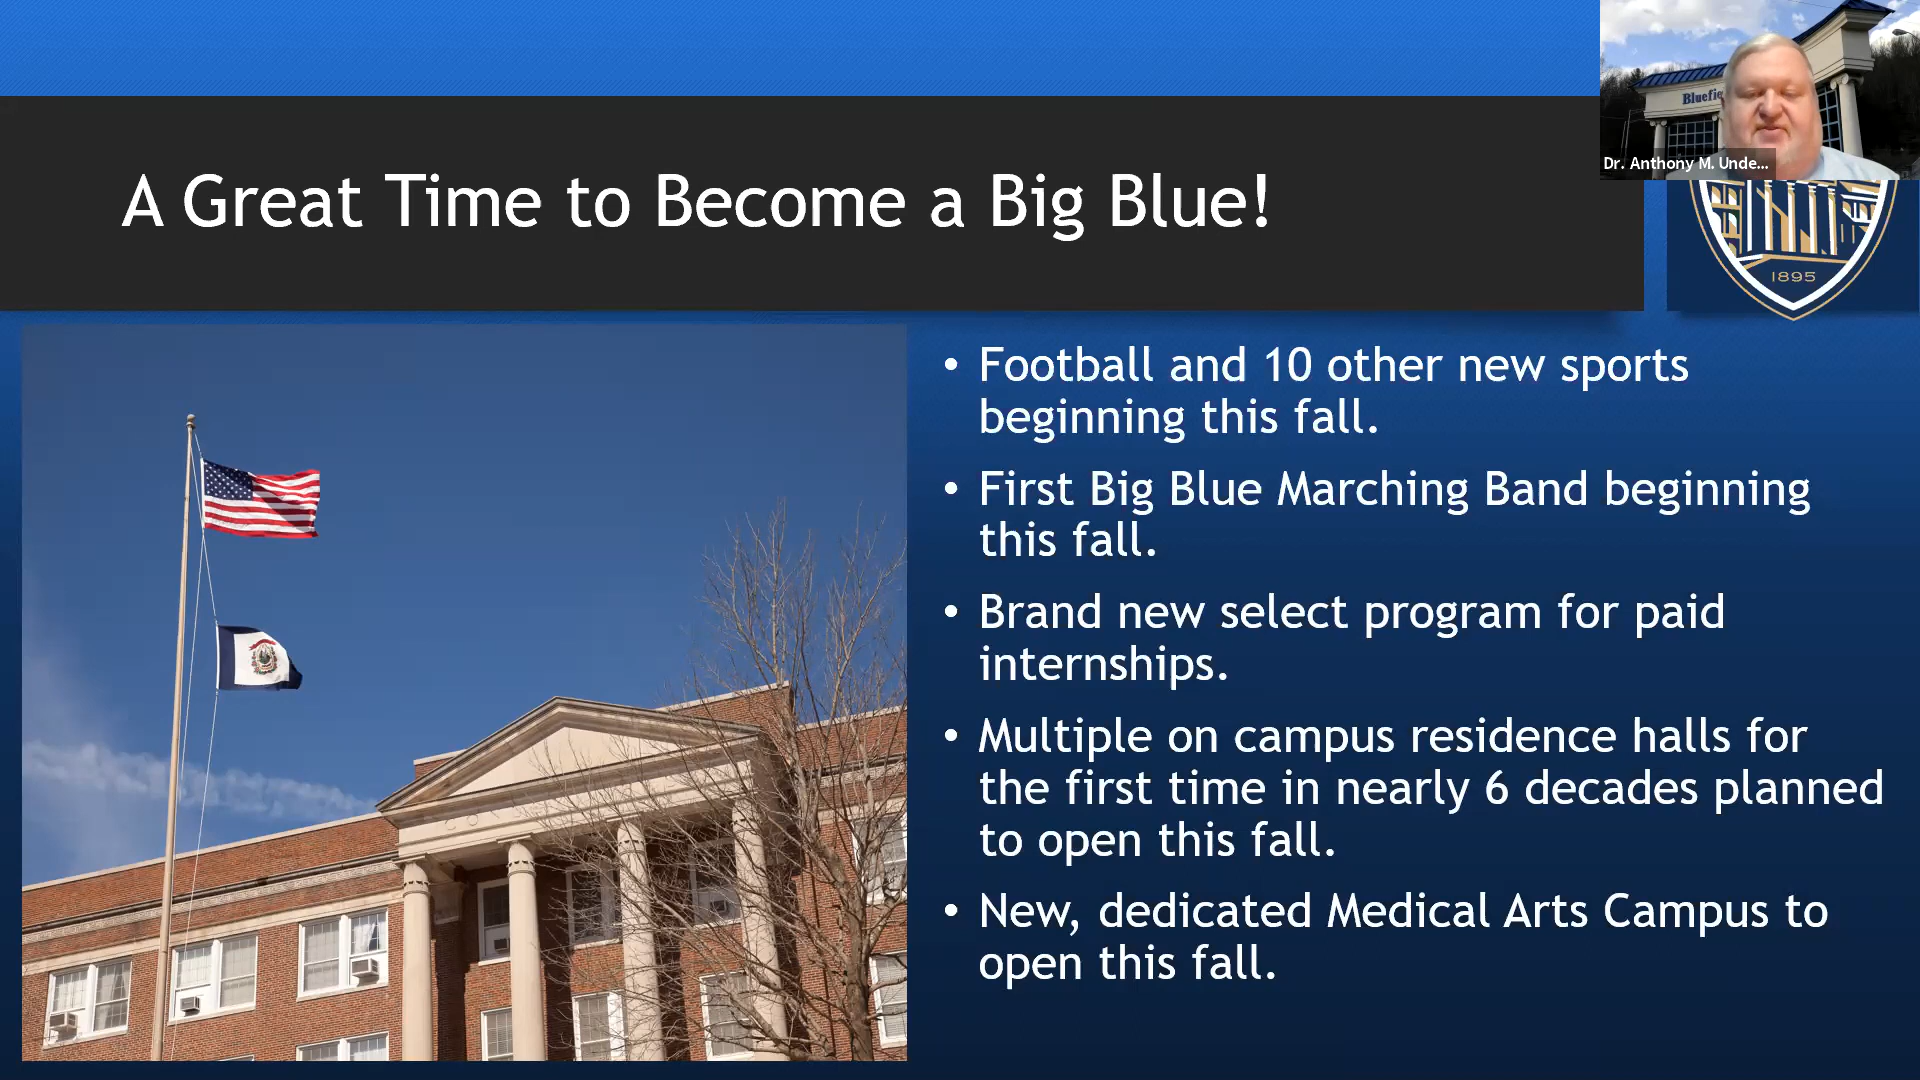 Bluefie
Dr. Anthony M. Unde...
A Great Time to Become a Big Blue!
1895
• Football and 10 other new sports
beginning this fall.
• First Big Blue Marching Band beginning
this fall.
• Brand new select program for paid
internships.
• Multiple on campus residence halls for
the first time in nearly 6 decades planned
to open this fall.
• New, dedicated Medical Arts Campus to
open this fall.